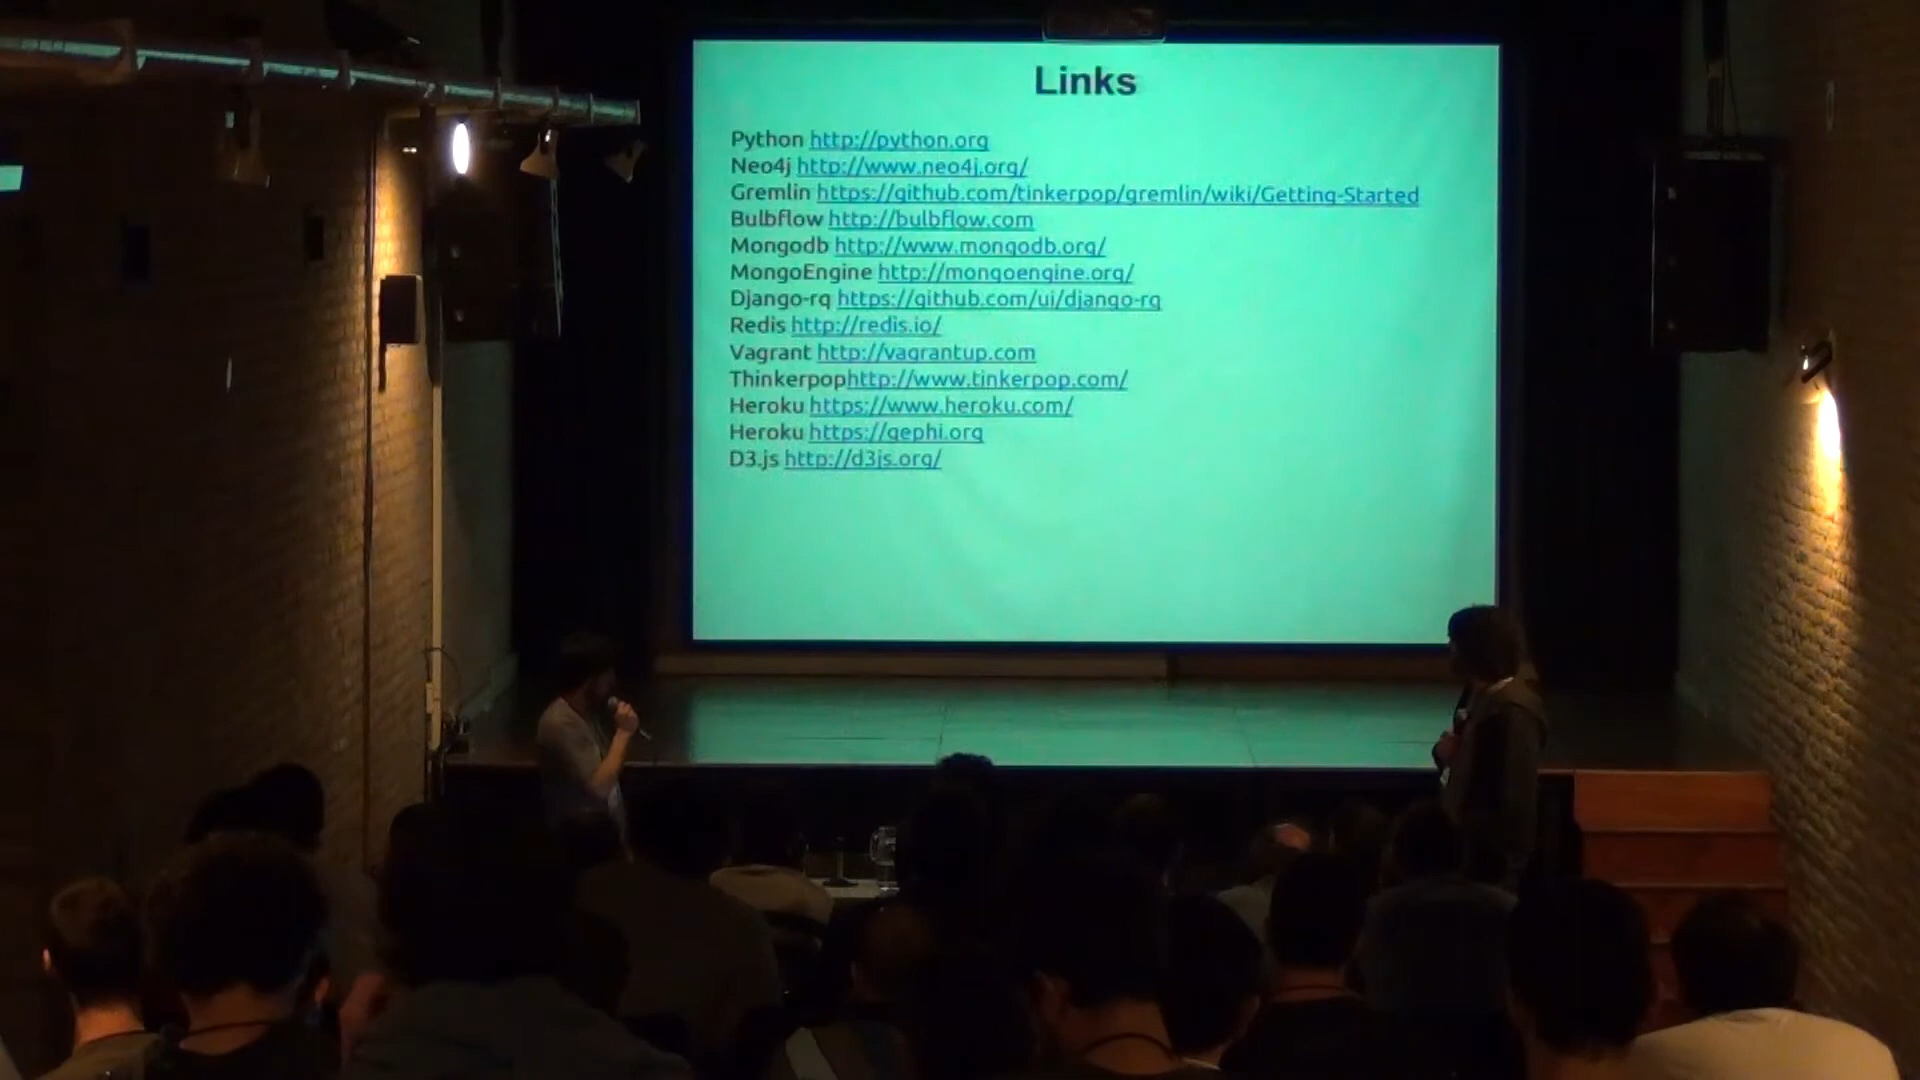 Links
Python http://python.org
Neo4j http://www.neo4j.org/
Gremlin https://github.com/tinkerpop/gremlin/wiki/Getting-Started
Bulbflow http://bulbflow.com
Mongodb http://www.mongodb.org/
MongoEngine http://mongoengine.org/
Django-rq https://github.com/ui/django-rq
Redis http://redis.io/
Vagrant http://vagrantup.com
Thinkerpophttp://www.tinkerpop.com/
Heroku https://www.heroku.com/
Heroku https://gephi.org
D3.js http://d3js.org/